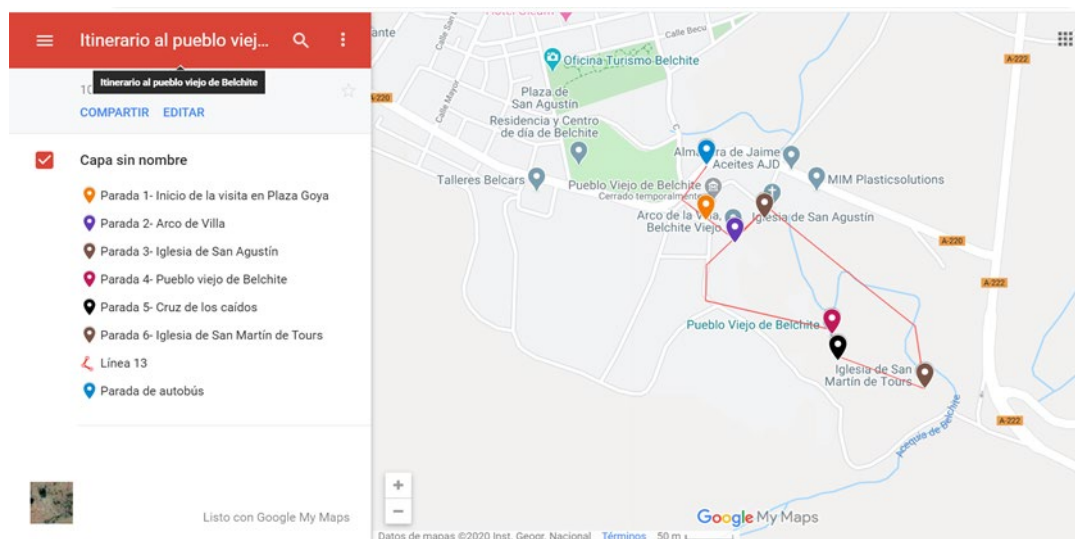 Itinerario al pueblo viej...
Itinerario al pueblo viejo de Belchite
COMPARTIR EDITAR
Capa sin nombre
Parada 1- Inicio de la visita en Plaza Goya
Parada 2- Arco de Villa
Parada 3- Iglesia de San Agustín
Parada 4- Pueblo viejo de Belchite
Parada 5- Cruz de los caídos
Parada 6- Iglesia de San Martín de Tours
Línea 13
Parada de autobús
Listo con Google My Maps
Calle Becu
Oficina Turismo Belchite
A-222
Plaza de
San Agustín
Calle Mayor
A-220
Residencia y Centro
de día de Belchite
Talleres Belcars
de Jaime
Aceites AJD
MIM Plasticsolutions
Pueblo Viejo de Belchite
Cerrado temporalmente
Arco de la Villa,
Belchite Viejo
Iglesia de San Agustín
A-220
A-222
Pueblo Viejo de Belchite
Iglesia de San
Martín de Tours
Acequia de Belchite
A-222
+
−
Google My Maps
Datos de mapas ©2020 Inst. Geogr. Nacional Términos 50 m